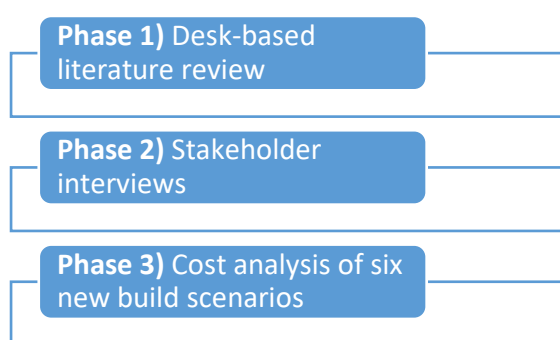 Phase 1) Desk-based
literature review
Phase 2) Stakeholder
interviews
Phase 3) Cost analysis of six
new build scenarios